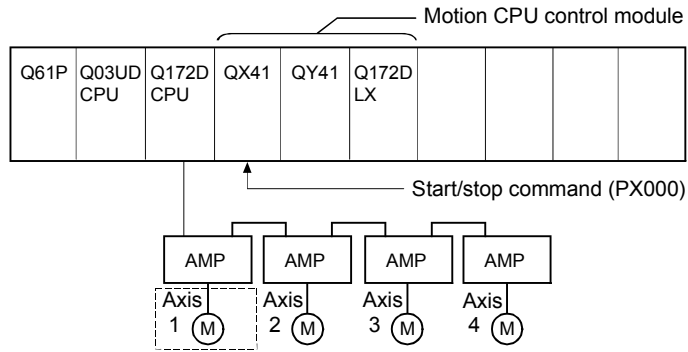 Motion CPU control module
Q61P Q03UD CPU Q172D CPU QX41 QY41 Q172D LX
Start/stop command (PX000)
AMP AMP AMP AMP
Axis 1 M Axis 2 M Axis 3 M Axis 4 M